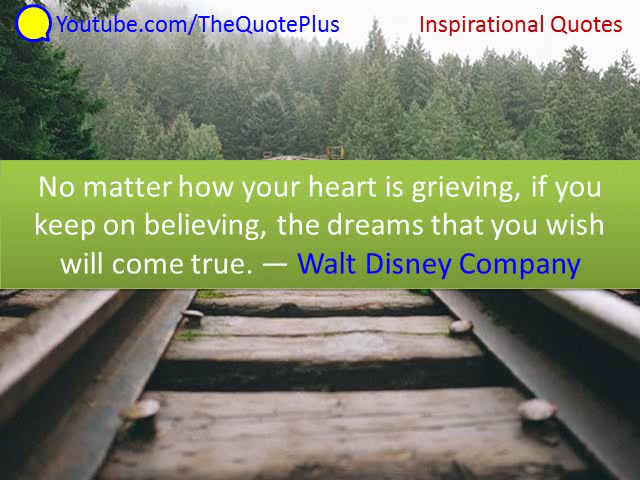 Youtube.com/TheQuotePlus
Inspirational Quotes
No matter how your heart is grieving, if you
keep on believing, the dreams that you wish
will come true. — Walt Disney Company